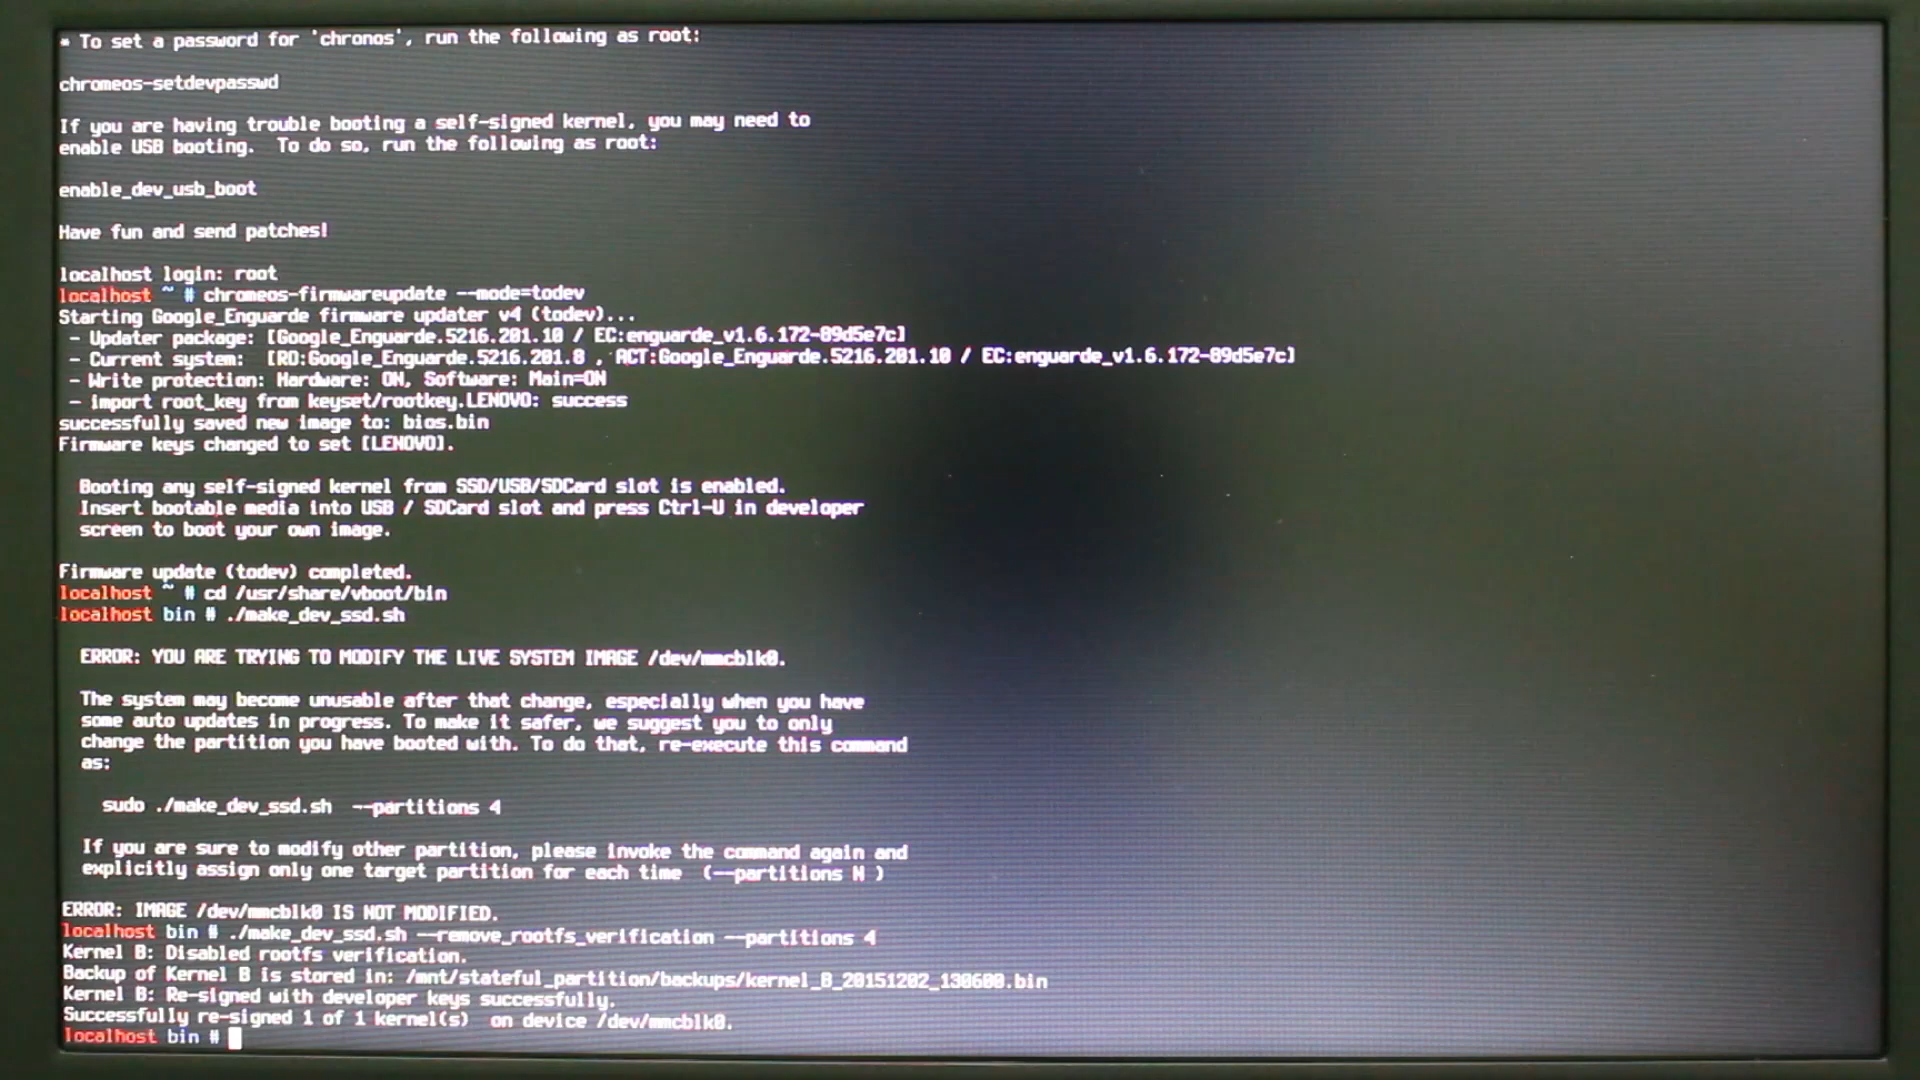 * To set a password for 'chronos', run the following as root:
chromeos-setdevpasswd
If you are having trouble booting a self-signed kernel, you may need to
enable USB booting.  To do so, run the following as root:
enable_dev_usb_boot
Have fun and send patches!
localhost login: root
localhost ~ # chromeos-firmwareupdate --mode=todev
Starting Google_Enguarde firmware updater v4 (todev)...
 - Updater package: [Google_Enguarde.5216.201.10 / EC:enguarde_v1.6.172-89d5e7c]
 - Current system:  [RO:Google_Enguarde.5216.201.8 , ACT:Google_Enguarde.5216.201.10 / EC:enguarde_v1.6.172-89d5e7c]
 - Write protection: Hardware: ON, Software: Main=ON
 - import root_key from keyset/rootkey.LENOVO: success
successfully saved new image to: bios.bin
Firmware keys changed to set [LENOVO].
  Booting any self-signed kernel from SSD/USB/SDCard slot is enabled.
  Insert bootable media into USB / SDCard slot and press Ctrl-U in developer
  screen to boot your own image.
Firmware update (todev) completed.
localhost ~ # cd /usr/share/vboot/bin
localhost bin # ./make_dev_ssd.sh
  ERROR: YOU ARE TRYING TO MODIFY THE LIVE SYSTEM IMAGE /dev/mmcblk0.
  The system may become unusable after that change, especially when you have
  some auto updates in progress. To make it safer, we suggest you to only
  change the partition you have booted with. To do that, re-execute this command
  as:
    sudo ./make_dev_ssd.sh  --partitions 4
  If you are sure to modify other partition, please invoke the command again and
  explicitly assign only one target partition for each time  (--partitions N )
ERROR: IMAGE /dev/mmcblk0 IS NOT MODIFIED.
localhost bin # ./make_dev_ssd.sh --remove_rootfs_verification --partitions 4
Kernel B: Disabled rootfs verification.
Backup of Kernel B is stored in: /mnt/stateful_partition/backups/kernel_B_20151202_130600.bin
Kernel B: Re-signed with developer keys successfully.
Successfully re-signed 1 of 1 kernel(s)  on device /dev/mmcblk0.
localhost bin #